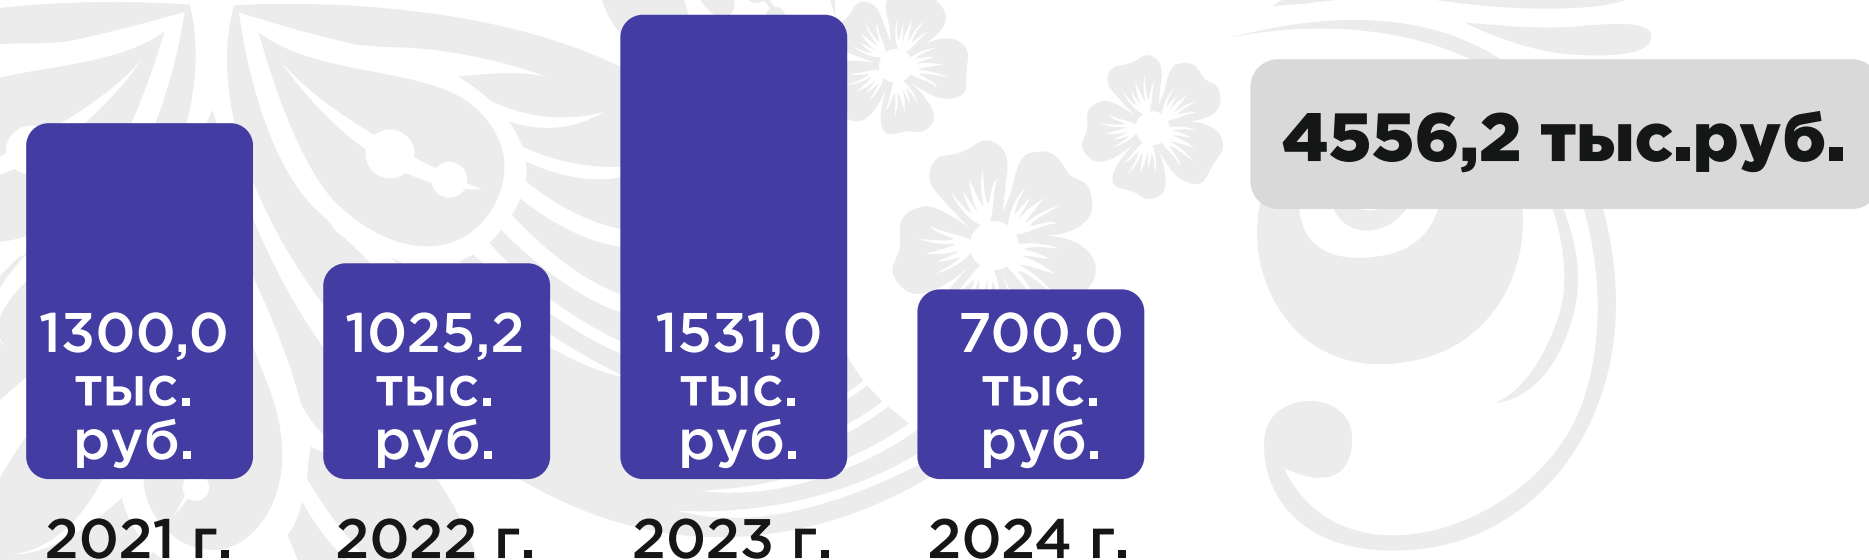 1300,0
тыс.
руб.
2021 г.
1025,2
тыс.
руб.
2022 г.
1531,0
тыс.
руб.
2023 г.
700,0
тыс.
руб.
2024 г.
4556,2 тыс.руб.